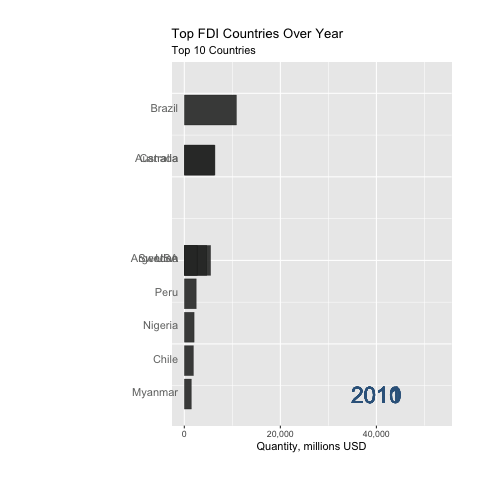 Top FDI Countries Over Year
Top 10 Countries
Brazil
Peru
Nigeria
Chile
Myanmar
0
20,000
40,000
Quantity, millions USD